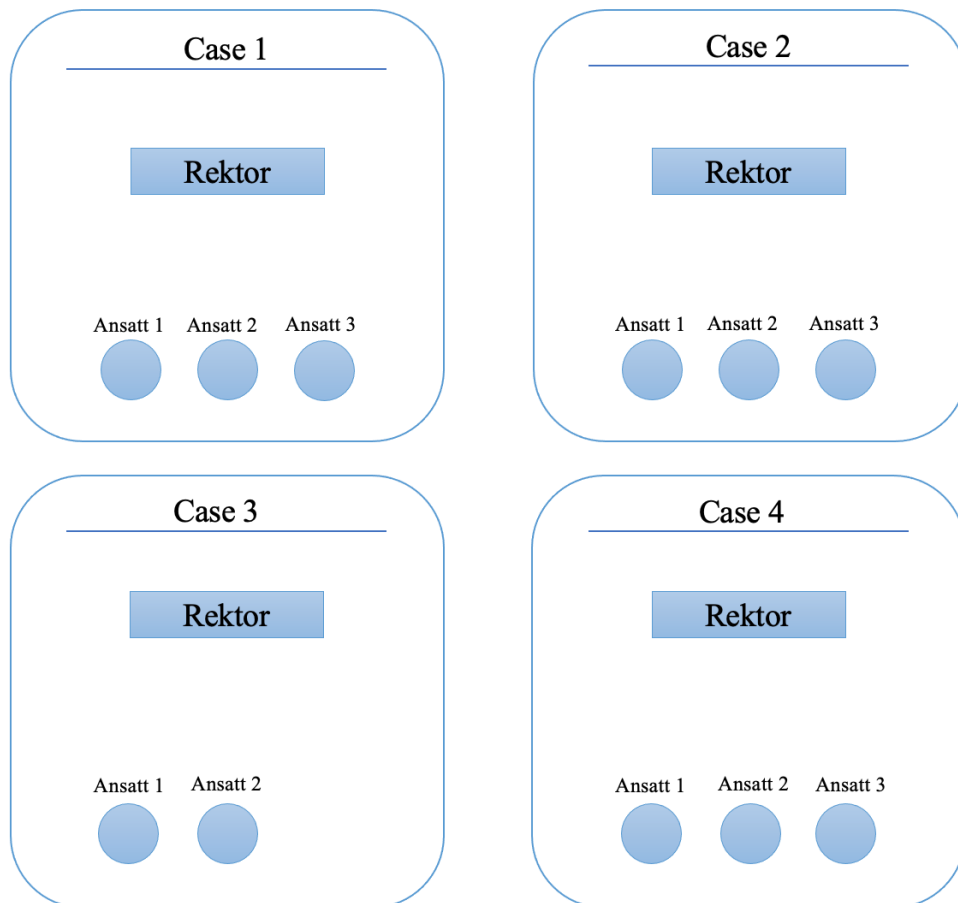 Case 1
Rektor
Ansatt 1 Ansatt 2 Ansatt 3
Case 2
Rektor
Ansatt 1 Ansatt 2 Ansatt 3
Case 3
Rektor
Ansatt 1 Ansatt 2
Case 4
Rektor
Ansatt 1 Ansatt 2 Ansatt 3